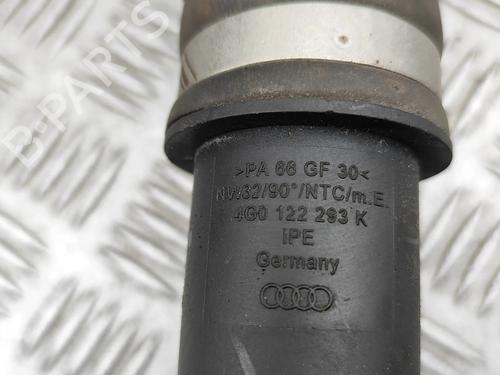 B-PARTS
>PA 66 GF 30<
NW32/90°/NTC/m.E.
4G0 122 293 K
IPE
Germany